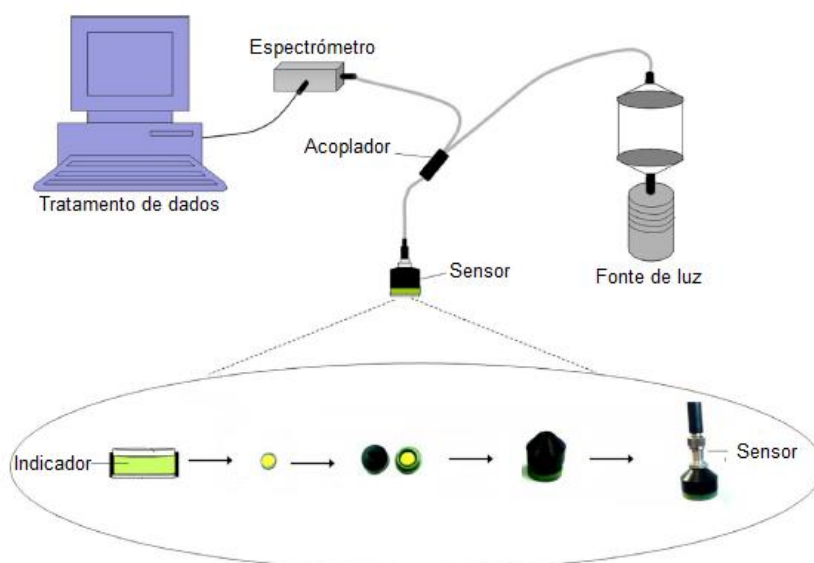 Espectrómetro
Acoplador
Tratamento de dados
Sensor
Fonte de luz
Indicador
Sensor